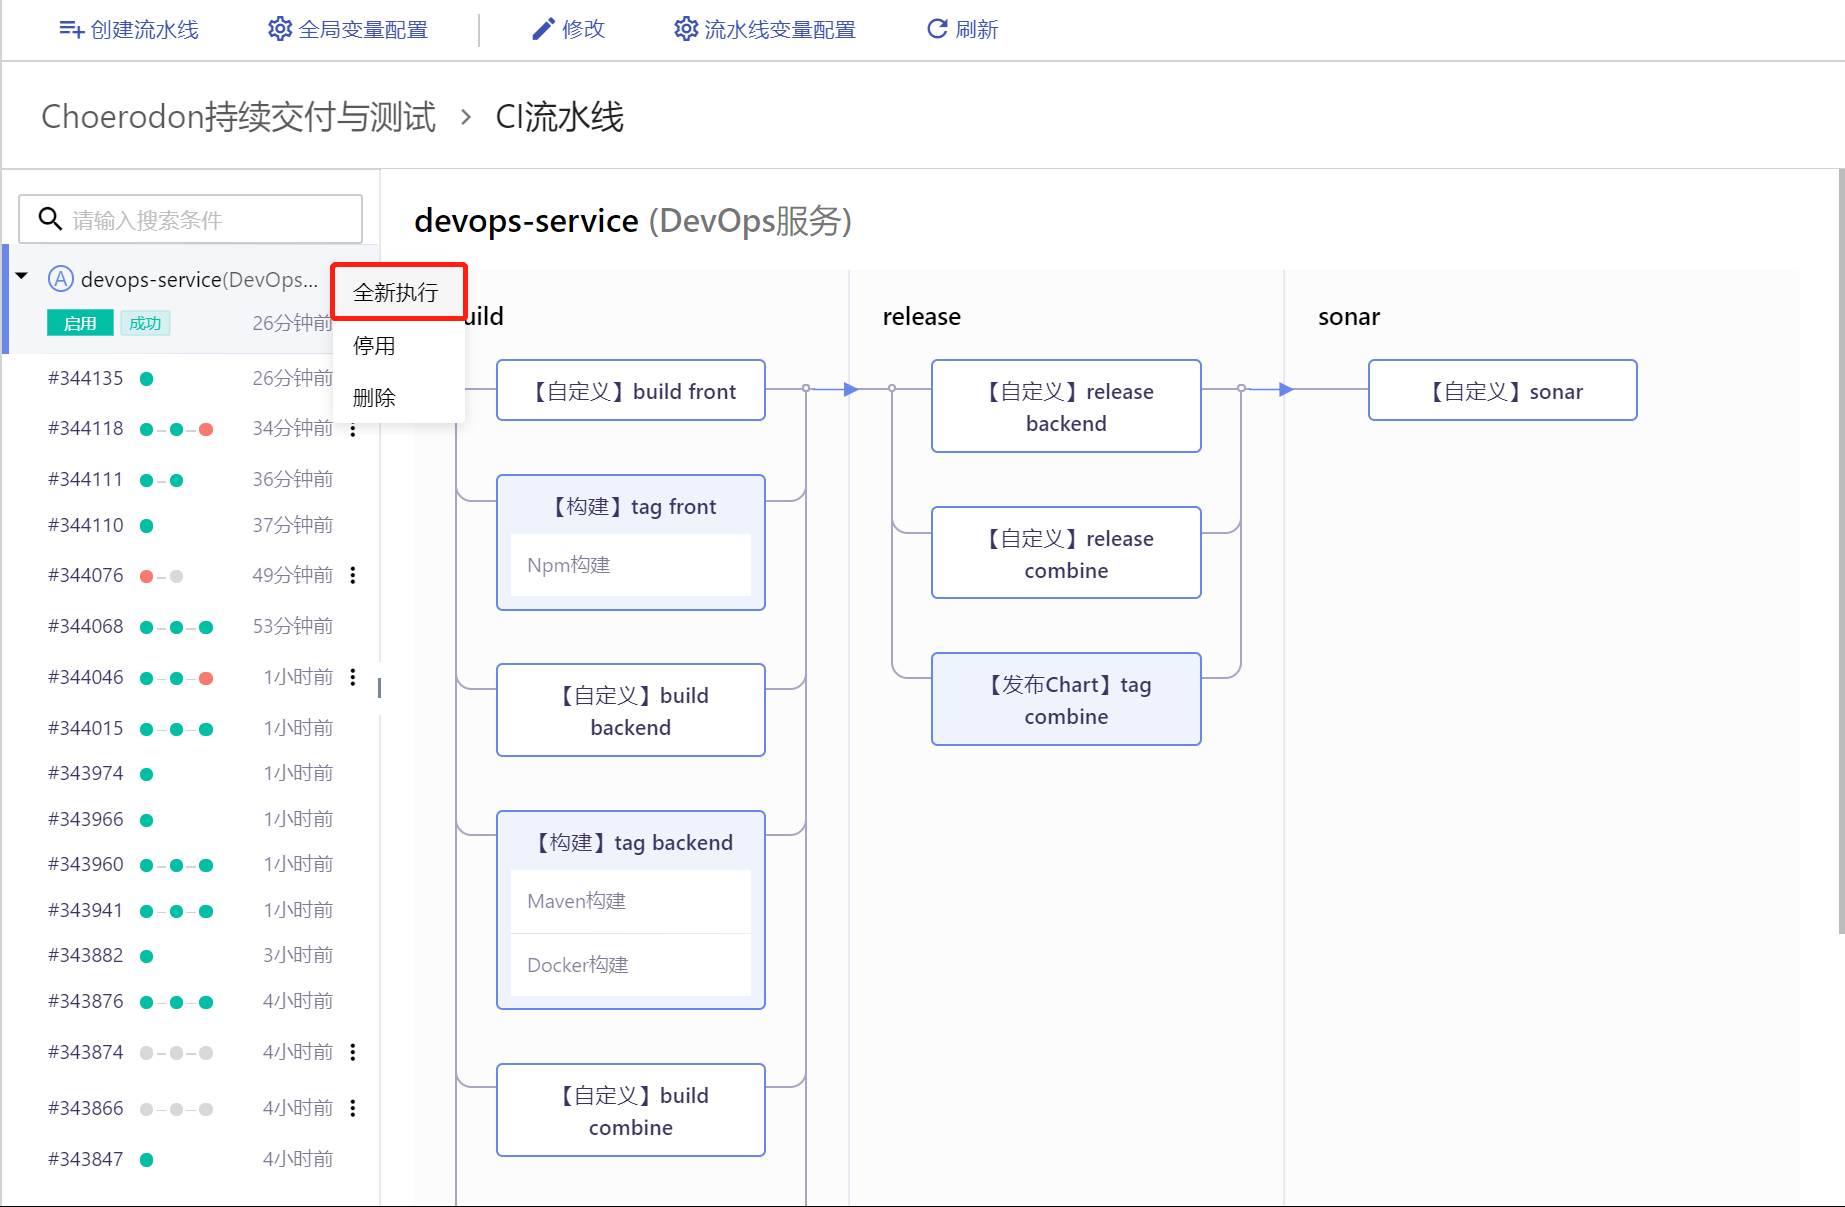 创建流水线 全局变量配置 修改 流水线变量配置 刷新
Choerodon持续交付与测试 > CI流水线
请输入搜索条件
A devops-service(DevOps...
启用 成功 26分钟前
#344135 26分钟前
#344118 34分钟前
#344111 36分钟前
#344110 37分钟前
#344076 49分钟前
#344068 53分钟前
#344046 1小时前
#344015 1小时前
#343974 1小时前
#343966 1小时前
#343960 1小时前
#343941 1小时前
#343882 3小时前
#343876 4小时前
#343874 4小时前
#343866 4小时前
#343847 4小时前
全新执行
停用
删除
devops-service (DevOps服务)
uild
【自定义】build front
【构建】tag front
Npm构建
【自定义】build
backend
【构建】tag backend
Maven构建
Docker构建
【自定义】build
combine
release
【自定义】release
backend
【自定义】release
combine
【发布Chart】tag
combine
sonar
【自定义】sonar